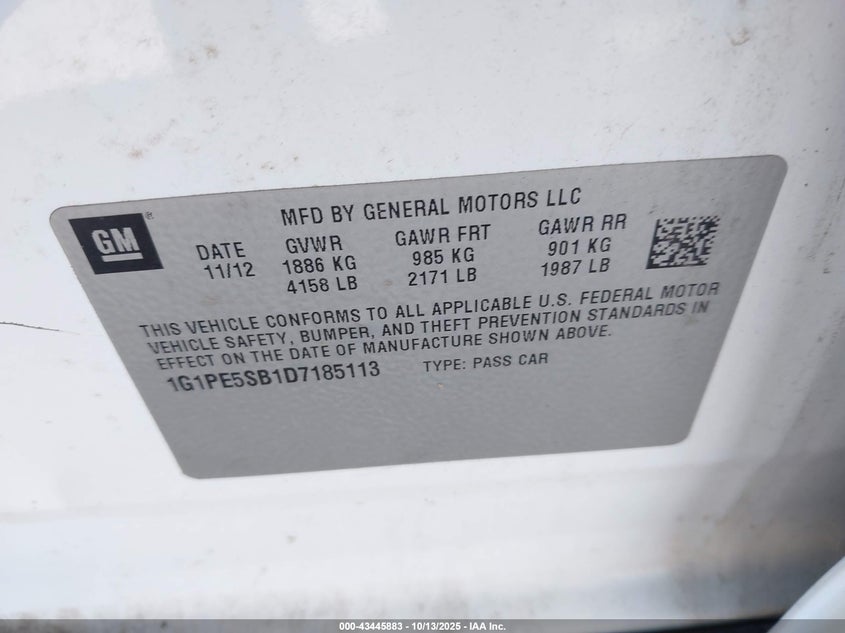 GM®
MFD BY GENERAL MOTORS LLC
DATE GVWR GAWR FRT GAWR RR
11/12 1886 KG 985 KG 901 KG
4158 LB 2171 LB 1987 LB
THIS VEHICLE CONFORMS TO ALL APPLICABLE U.S. FEDERAL MOTOR
VEHICLE SAFETY, BUMPER, AND THEFT PREVENTION STANDARDS IN
EFFECT ON THE DATE OF MANUFACTURE SHOWN ABOVE.
1G1PE5SB1D7185113 TYPE: PASS CAR
000-43445883 | 10/13/2025 - IAA Inc.